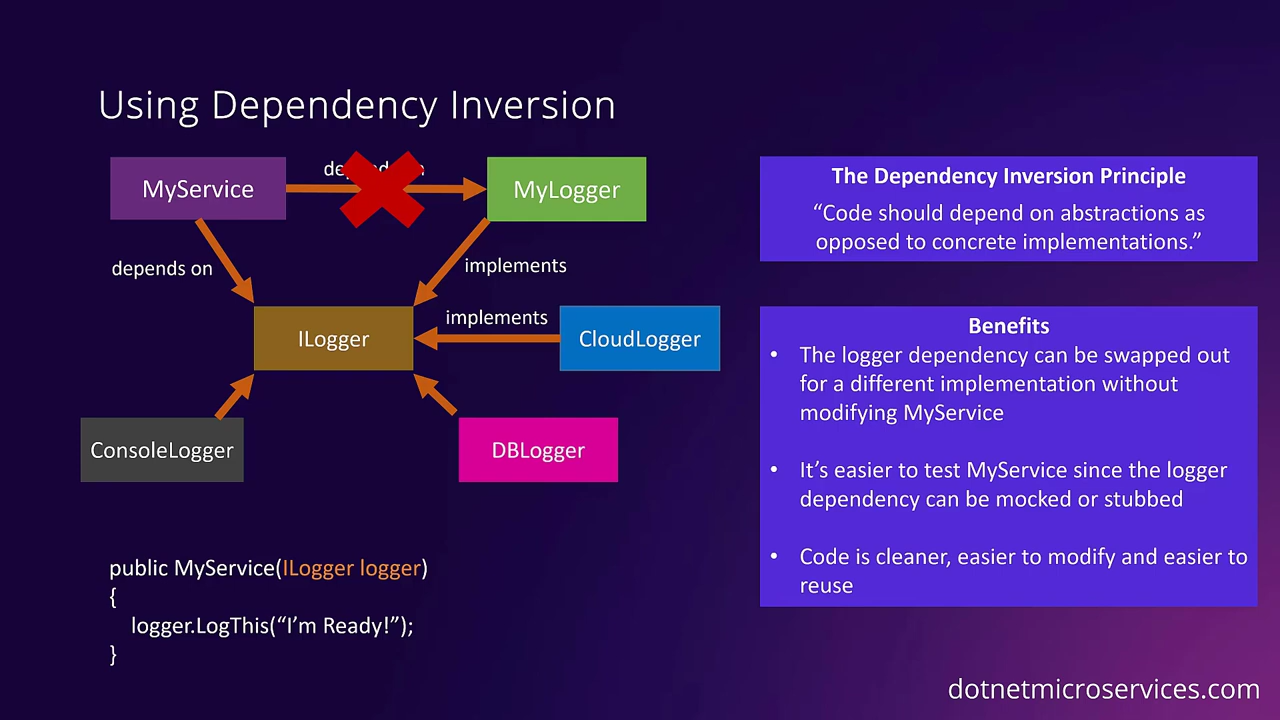 Using Dependency Inversion
MyService
MyLogger
depends on
implements
implements
ILogger
CloudLogger
ConsoleLogger
DBLogger
public MyService(ILogger logger)
{
logger.LogThis(“I’m Ready!”);
}
The Dependency Inversion Principle
“Code should depend on abstractions as
opposed to concrete implementations.”
Benefits
• The logger dependency can be swapped out
for a different implementation without
modifying MyService
• It’s easier to test MyService since the logger
dependency can be mocked or stubbed
• Code is cleaner, easier to modify and easier to
reuse
dotnetmicroservices.com